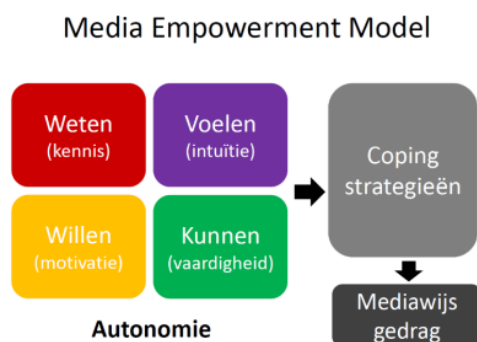 Media Empowerment Model
Weten
(kennis)
Voelen
(intuïtie)
Willen
(motivatie)
Kunnen
(vaardigheid)
Autonomie
Coping
strategieën
Mediawijs
gedrag